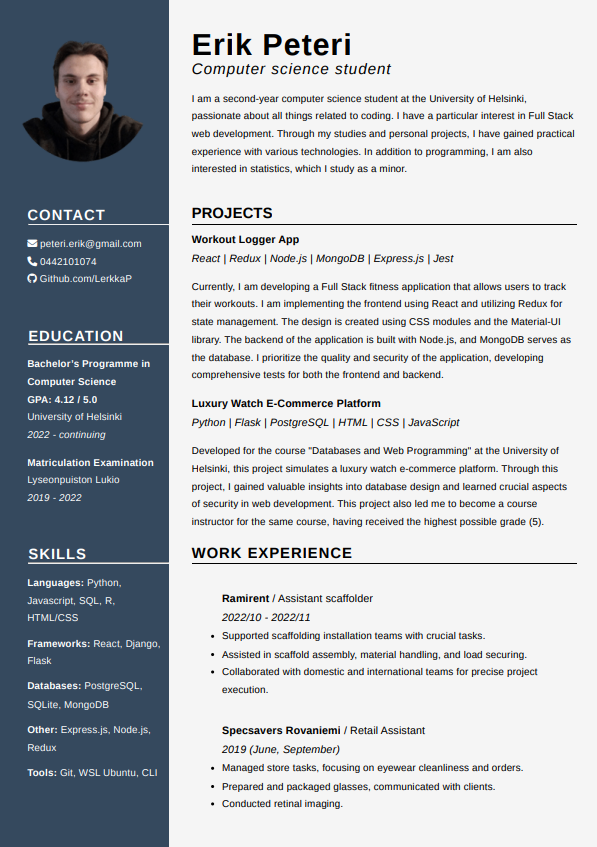 Erik Peteri
Computer science student
I am a second-year computer science student at the University of Helsinki,
passionate about all things related to coding. I have a particular interest in Full Stack
web development. Through my studies and personal projects, I have gained practical
experience with various technologies. In addition to programming, I am also
interested in statistics, which I study as a minor.
CONTACT
peteri.erik@gmail.com
0442101074
Github.com/LerkkaP
EDUCATION
Bachelor's Programme in
Computer Science
GPA: 4.12 / 5.0
University of Helsinki
2022 - continuing
Matriculation Examination
Lyseonpuiston Lukio
2019 - 2022
SKILLS
Languages: Python,
Javascript, SQL, R,
HTML/CSS
Frameworks: React, Django,
Flask
Databases: PostgreSQL,
SQLite, MongoDB
Other: Express.js, Node.js,
Redux
Tools: Git, WSL Ubuntu, CLI
PROJECTS
Workout Logger App
React | Redux | Node.js | MongoDB | Express.js | Jest
Currently, I am developing a Full Stack fitness application that allows users to track
their workouts. I am implementing the frontend using React and utilizing Redux for
state management. The design is created using CSS modules and the Material-UI
library. The backend of the application is built with Node.js, and MongoDB serves as
the database. I prioritize the quality and security of the application, developing
comprehensive tests for both the frontend and backend.
Luxury Watch E-Commerce Platform
Python | Flask | PostgreSQL | HTML | CSS | JavaScript
Developed for the course "Databases and Web Programming" at the University of
Helsinki, this project simulates a luxury watch e-commerce platform. Through this
project, I gained valuable insights into database design and learned crucial aspects
of security in web development. This project also led me to become a course
instructor for the same course, having received the highest possible grade (5).
WORK EXPERIENCE
Ramirent / Assistant scaffolder
2022/10 - 2022/11
• Supported scaffolding installation teams with crucial tasks.
• Assisted in scaffold assembly, material handling, and load securing.
• Collaborated with domestic and international teams for precise project
execution.
Specsavers Rovaniemi / Retail Assistant
2019 (June, September)
• Managed store tasks, focusing on eyewear cleanliness and orders.
• Prepared and packaged glasses, communicated with clients.
• Conducted retinal imaging.